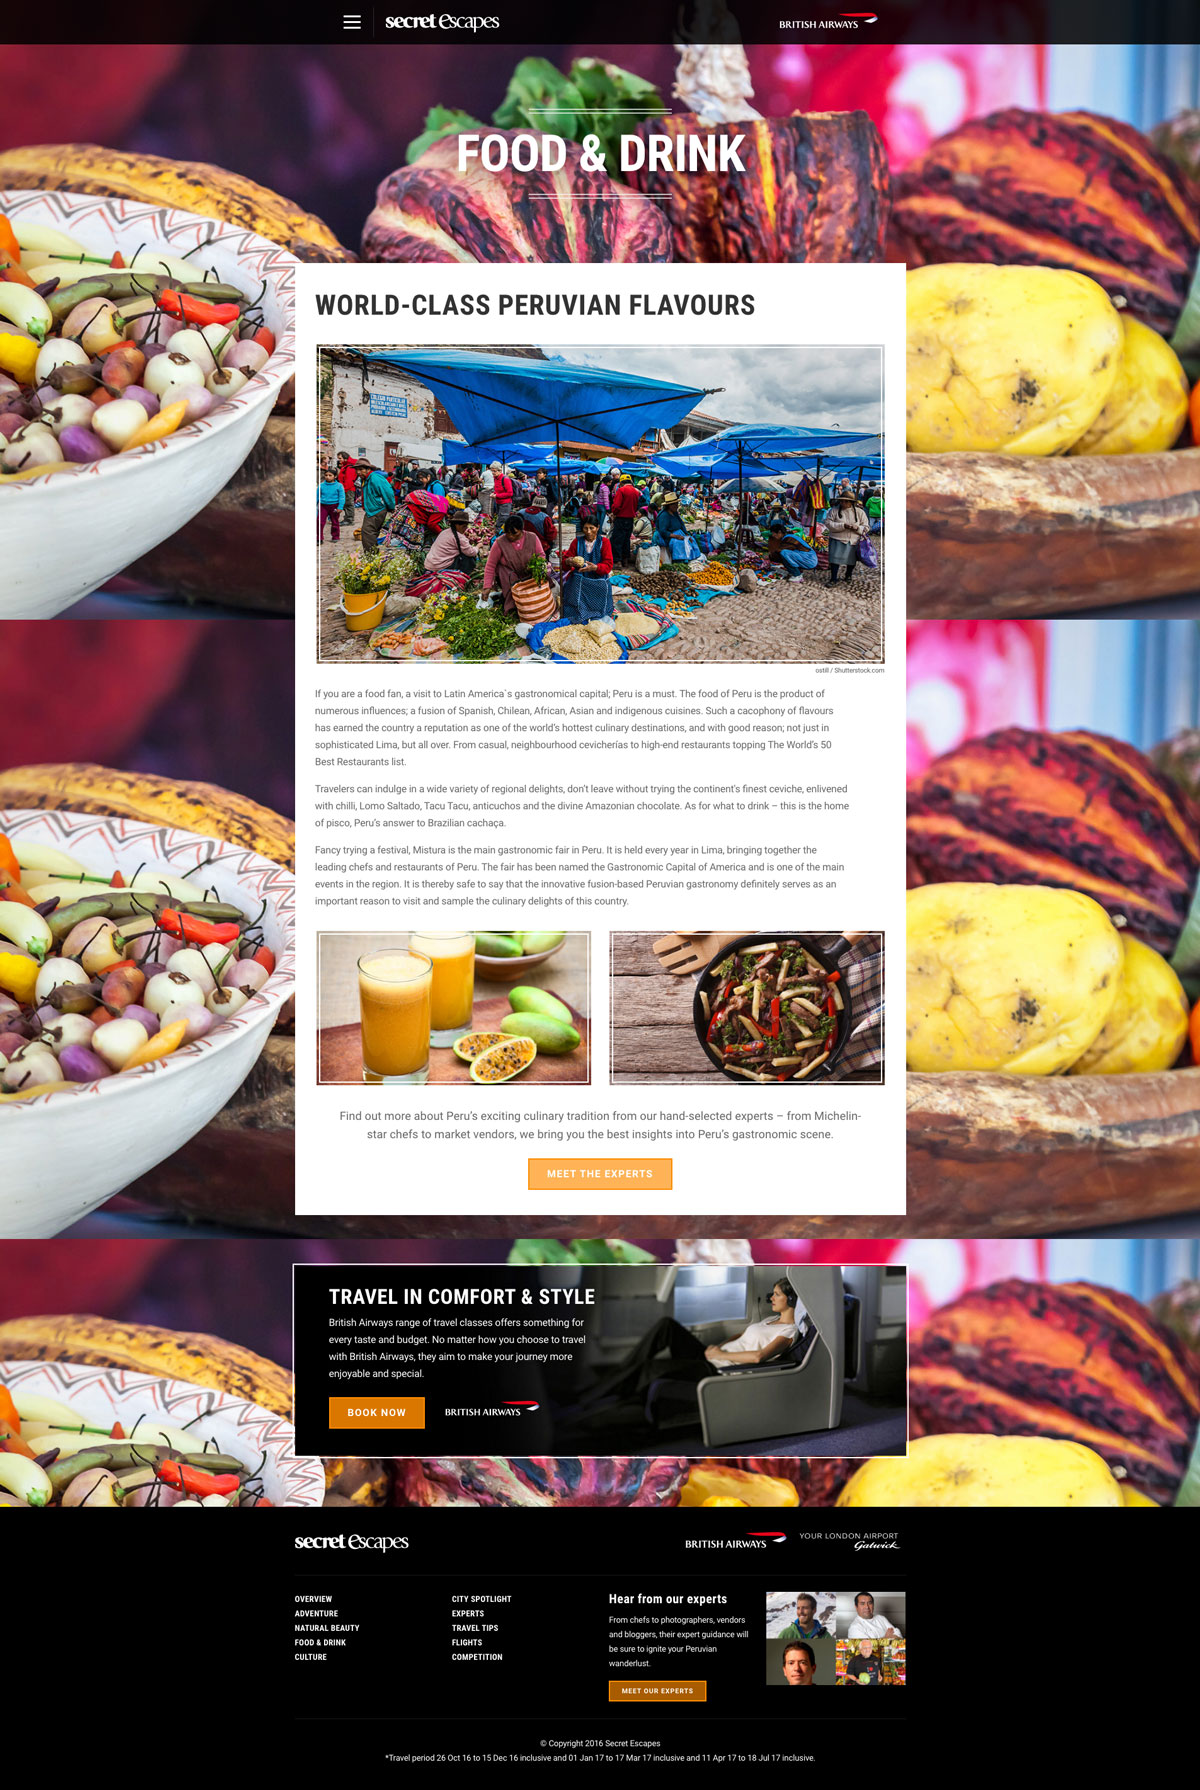 secret escapes
BRITISH AIRWAYS
FOOD & DRINK
WORLD-CLASS PERUVIAN FLAVOURS
COLEGIO PARTICULAR
ostill / Shutterstock.com
If you are a food fan, a visit to Latin America`s gastronomical capital; Peru is a must. The food of Peru is the product of
numerous influences; a fusion of Spanish, Chilean, African, Asian and indigenous cuisines. Such a cacophony of flavours
has earned the country a reputation as one of the world's hottest culinary destinations, and with good reason; not just in
sophisticated Lima, but all over. From casual, neighbourhood cevicherías to high-end restaurants topping The World's 50
Best Restaurants list.
Travelers can indulge in a wide variety of regional delights, don't leave without trying the continent's finest ceviche, enlivened
with chilli, Lomo Saltado, Tacu Tacu, anticuchos and the divine Amazonian chocolate. As for what to drink – this is the home
of pisco, Peru's answer to Brazilian cachaça.
Fancy trying a festival, Mistura is the main gastronomic fair in Peru. It is held every year in Lima, bringing together the
leading chefs and restaurants of Peru. The fair has been named the Gastronomic Capital of America and is one of the main
events in the region. It is thereby safe to say that the innovative fusion-based Peruvian gastronomy definitely serves as an
important reason to visit and sample the culinary delights of this country.
Find out more about Peru's exciting culinary tradition from our hand-selected experts – from Michelin-
star chefs to market vendors, we bring you the best insights into Peru's gastronomic scene.
MEET THE EXPERTS
TRAVEL IN COMFORT & STYLE
British Airways range of travel classes offers something for
every taste and budget. No matter how you choose to travel
with British Airways, they aim to make your journey more
enjoyable and special.
BOOK NOW
BRITISH AIRWAYS
secret escapes
BRITISH AIRWAYS
YOUR LONDON AIRPORT
Gatwick
OVERVIEW
ADVENTURE
NATURAL BEAUTY
FOOD & DRINK
CULTURE
CITY SPOTLIGHT
EXPERTS
TRAVEL TIPS
FLIGHTS
COMPETITION
Hear from our experts
From chefs to photographers, vendors
and bloggers, their expert guidance will
be sure to ignite your Peruvian
wanderlust.
MEET OUR EXPERTS
© Copyright 2016 Secret Escapes
*Travel period 26 Oct 16 to 15 Dec 16 inclusive and 01 Jan 17 to 17 Mar 17 inclusive and 11 Apr 17 to 18 Jul 17 inclusive.